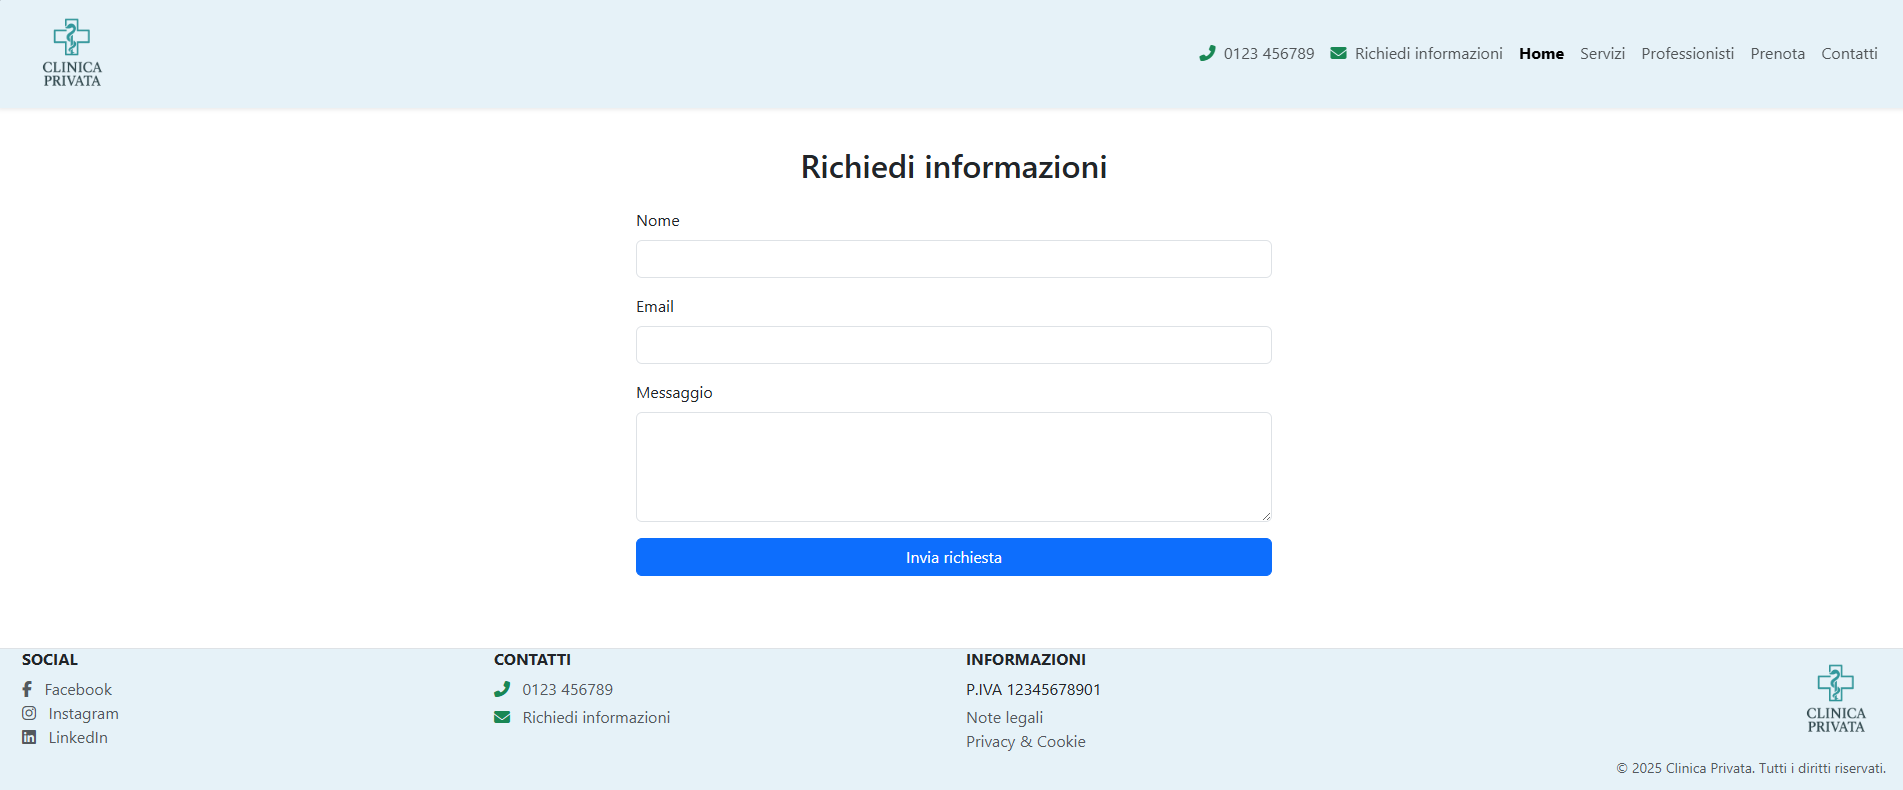 CLINICA
PRIVATA
0123 456789 Richiedi informazioni Home Servizi Professionisti Prenota Contatti
Richiedi informazioni
Nome
Email
Messaggio
Invia richiesta
SOCIAL
Facebook
Instagram
LinkedIn
CONTATTI
0123 456789
Richiedi informazioni
INFORMAZIONI
P.IVA 12345678901
Note legali
Privacy & Cookie
CLINICA
PRIVATA
© 2025 Clinica Privata. Tutti i diritti riservati.